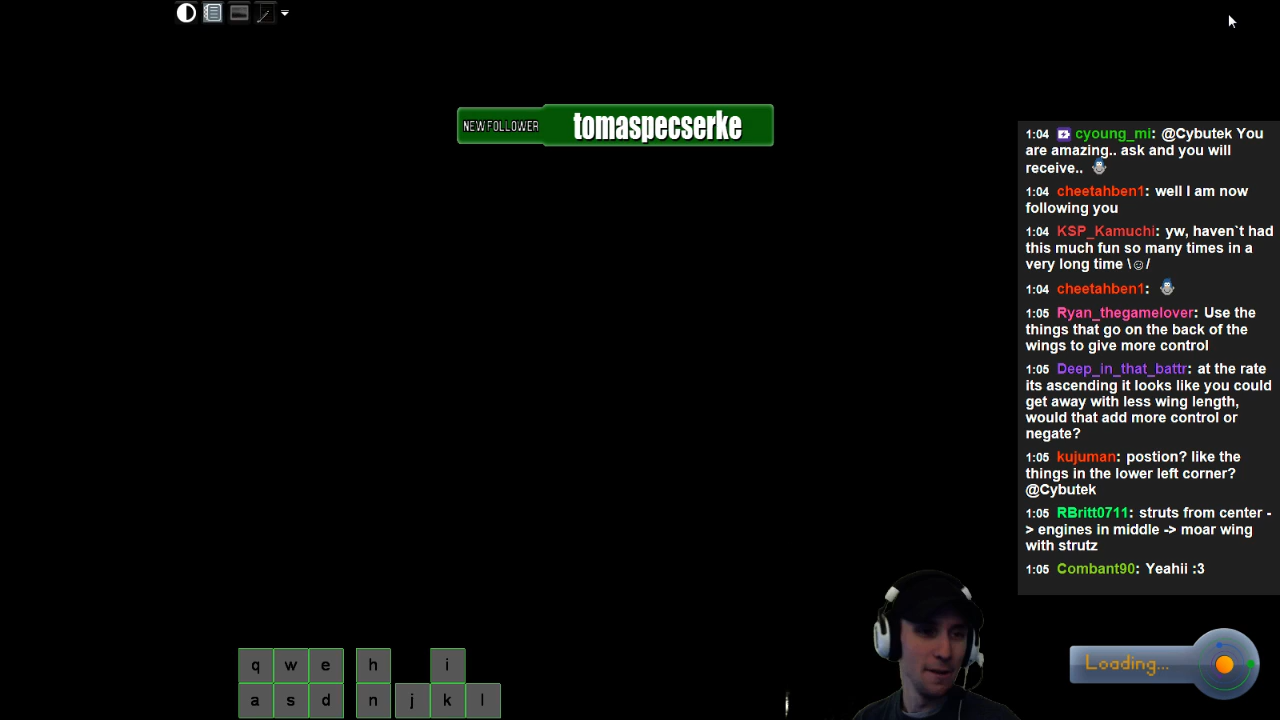 NEW FOLLOWER tomaspecserke
1:04 cyoung_mi: @Cybutek You
are amazing.. ask and you will
receive..
1:04 cheetahben1: well I am now
following you
1:04 KSP_Kamuchi: yw, haven`t had
this much fun so many times in a
very long time \☺/
1:04 cheetahben1:
1:05 Ryan_thegamelover: Use the
things that go on the back of the
wings to give more control
1:05 Deep_in_that_battr: at the rate
its ascending it looks like you could
get away with less wing length,
would that add more control or
negate?
1:05 kujuman: postion? like the
things in the lower left corner?
@Cybutek
1:05 RBritt0711: struts from center -
> engines in middle -> moar wing
with strutz
1:05 Combant90: Yeahii :3
q w e h i
a s d n j k l
Loading...